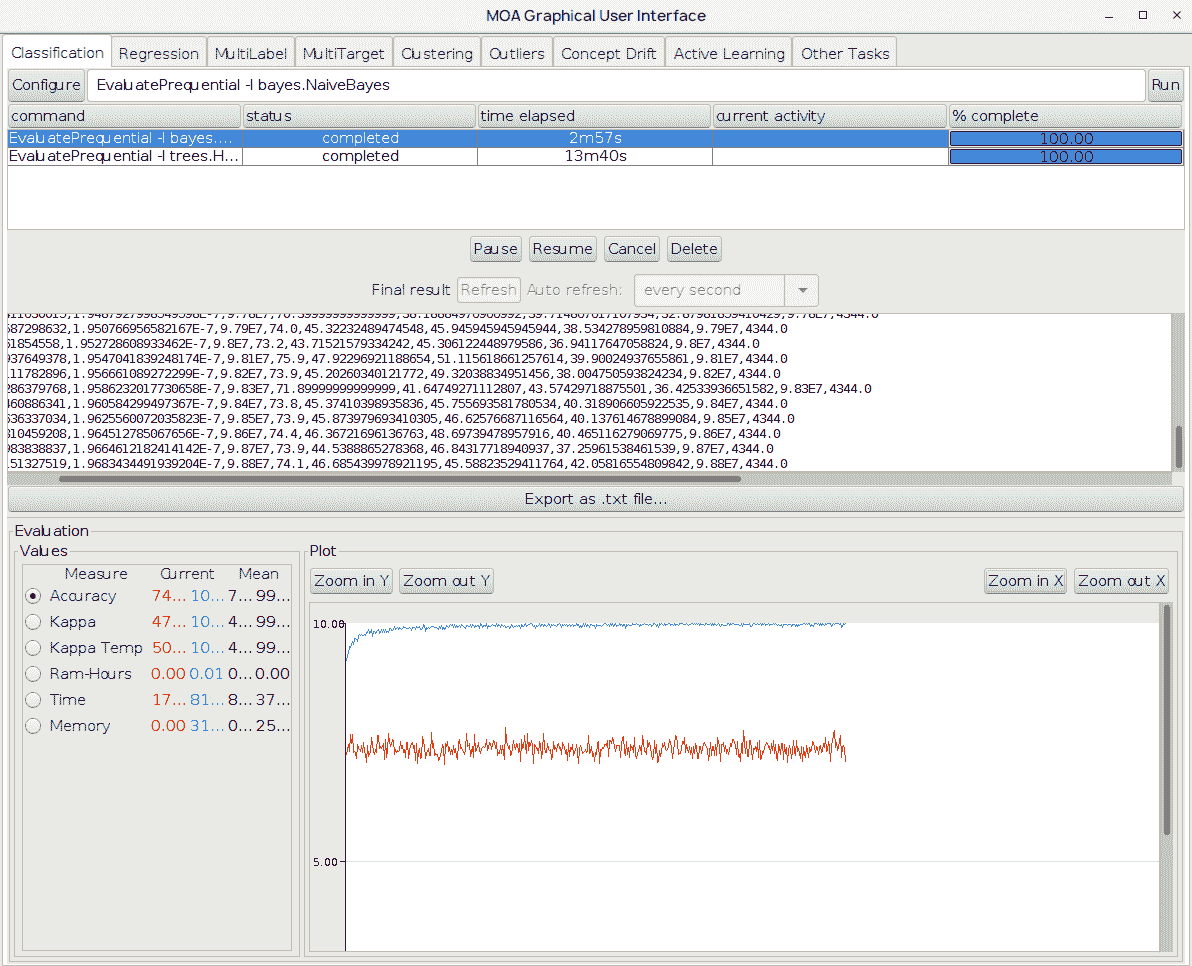 MOA Graphical User Interface
Classification Regression MultiLabel MultiTarget Clustering Outliers Concept Drift Active Learning Other Tasks
Configure EvaluatePrequential -l bayes.NaiveBayes Run
command status time elapsed current activity % complete
EvaluatePrequential -l bayes.... completed 2m57s 100.00
EvaluatePrequential -l trees.H... completed 13m40s 100.00
Pause Resume Cancel Delete
Final result Refresh Auto refresh: every second
587298632,1.950766956582167E-7,9.79E7,74.0,45.32232489474548,45.945945945945944,38.534278959810884,9.79E7,4344.0
61854558,1.952728608933462E-7,9.8E7,73.2,43.71521579334242,45.306122448979586,36.94117647058824,9.8E7,4344.0
937649378,1.9547041839248174E-7,9.81E7,75.9,47.92296921188654,51.115618661257614,39.90024937655861,9.81E7,4344.0
111782896,1.956661089272299E-7,9.82E7,73.9,45.20260340121772,49.32038834951456,38.004750593824234,9.82E7,4344.0
286379768,1.9586232017730658E-7,9.83E7,71.89999999999999,41.64749271112807,43.57429718875501,36.42533936651582,9.83E7,4344.0
460886341,1.960584299497367E-7,9.84E7,73.8,45.37410398935836,45.755693581780534,40.318906605922535,9.84E7,4344.0
636337034,1.9625560072035823E-7,9.85E7,73.9,45.873979693410305,46.62576687116564,40.137614678899084,9.85E7,4344.0
810459208,1.964512785067656E-7,9.86E7,74.4,46.36721696136763,48.69739478957916,40.465116279069775,9.86E7,4344.0
983838837,1.9664612182414142E-7,9.87E7,73.9,44.5388865278368,46.84317718940937,37.25961538461539,9.87E7,4344.0
151327519,1.9683434491939204E-7,9.88E7,74.1,46.685439978921195,45.58823529411764,42.05816554809842,9.88E7,4344.0
Export as .txt file...
Evaluation
Values Plot
Measure Current Mean
Accuracy 74... 10... 7... 99...
Kappa 47... 10... 4... 99...
Kappa Temp 50... 10... 4... 99...
Ram-Hours 0.00 0.01 0... 0.00
Time 17... 81... 8... 37...
Memory 0.00 31... 0... 25...
Zoom in Y Zoom out Y Zoom in X Zoom out X
5.00